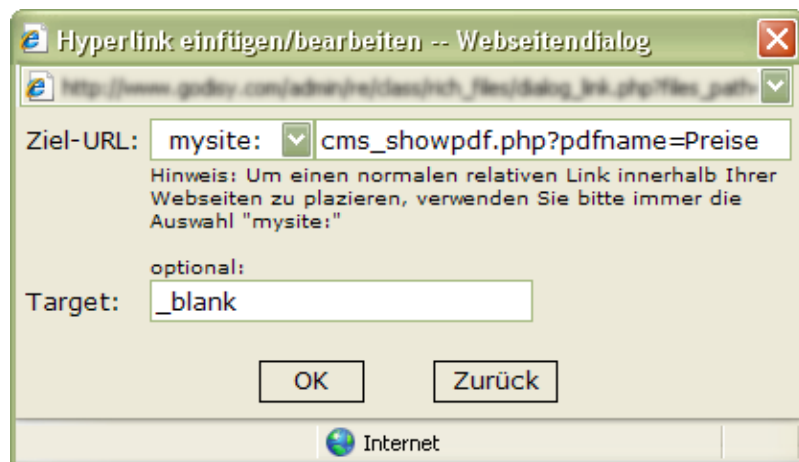 Hyperlink einfügen/bearbeiten -- Webseitendialog
Ziel-URL: mysite: cms_showpdf.php?pdfname=Preise
Hinweis: Um einen normalen relativen Link innerhalb Ihrer
Webseiten zu plazieren, verwenden Sie bitte immer die
Auswahl "mysite:"
optional:
Target: _blank
OK Zurück
Internet